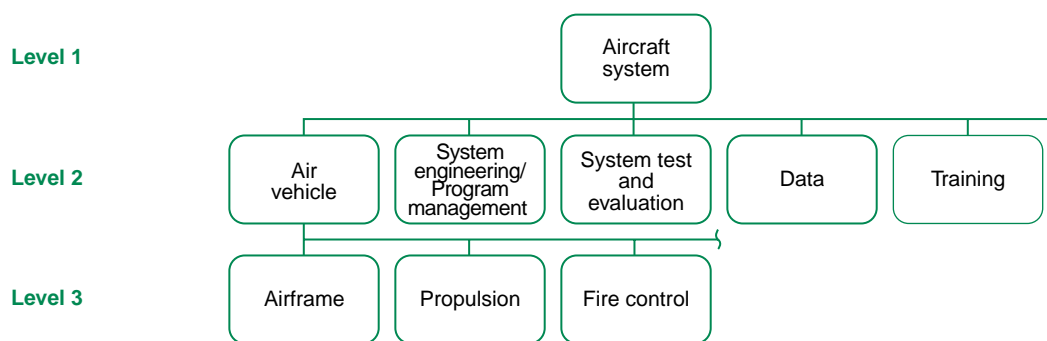 Level 1
Aircraft
system
Level 2
Air
vehicle
System
engineering/
Program
management
System test
and
evaluation
Data
Training
Level 3
Airframe
Propulsion
Fire control